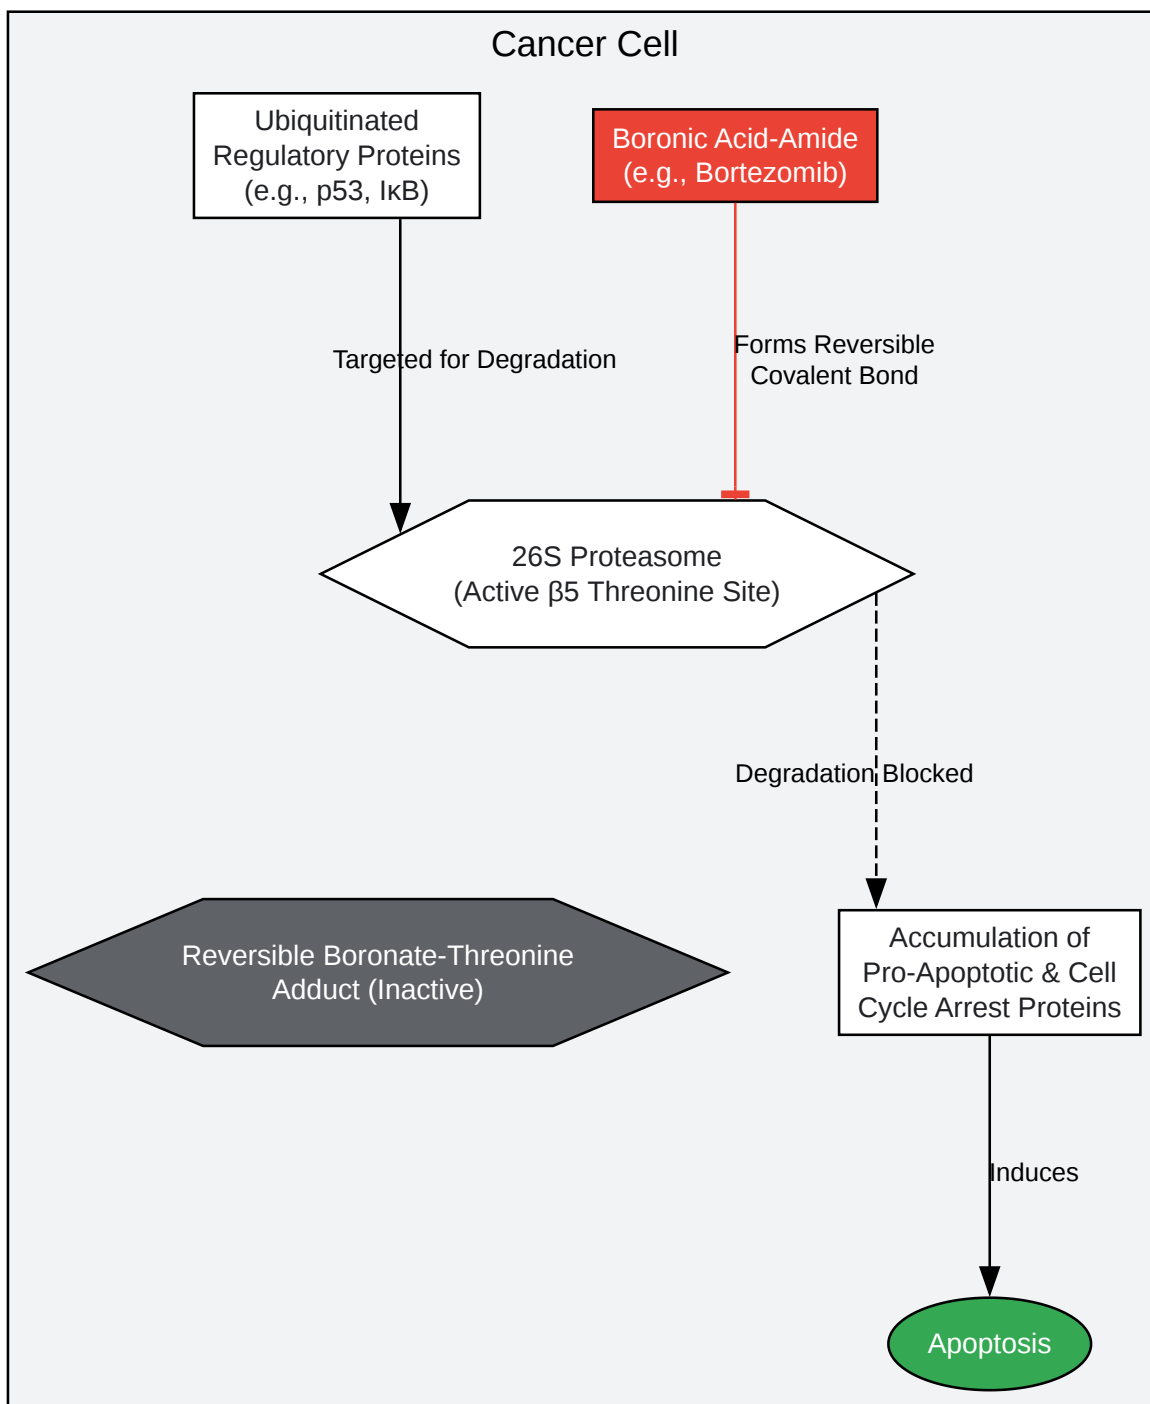 Cancer Cell
Ubiquitinated
Regulatory Proteins
(e.g., p53, IκB)
Boronic Acid-Amide
(e.g., Bortezomib)
Targeted for Degradation
Forms Reversible
Covalent Bond
26S Proteasome
(Active β5 Threonine Site)
Degradation Blocked
Reversible Boronate-Threonine
Adduct (Inactive)
Accumulation of
Pro-Apoptotic & Cell
Cycle Arrest Proteins
Induces
Apoptosis